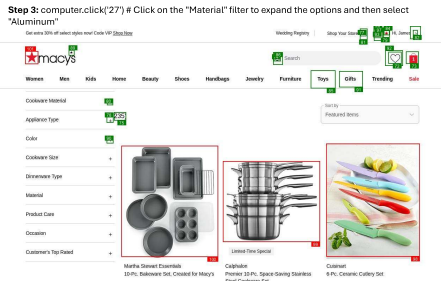 Step 3: computer.click('27') # Click on the "Material" filter to expand the options and then select
"Aluminum"
Get extra 30% off select styles now! Code VIP Shop Now
Wedding Registry
Shop Your Store
Hi, James
macys
Search
Women
Men
Kids
Home
Beauty
Shoes
Handbags
Jewelry
Furniture
Toys
Gifts
Trending
Sale
Cookware Material
Sort By
Featured Items
Appliance Type
Color
Cookware Size +
Dinnerware Type +
Material +
Product Care +
Occasion +
Customer's Top Rated +
Limited-Time Special
Martha Stewart Essentials
10-Pc. Bakeware Set, Created for Macy's
Calphalon
Premier 10-Pc. Space-Saving Stainless
Cuisinart
6-Pc. Ceramic Cutlery Set